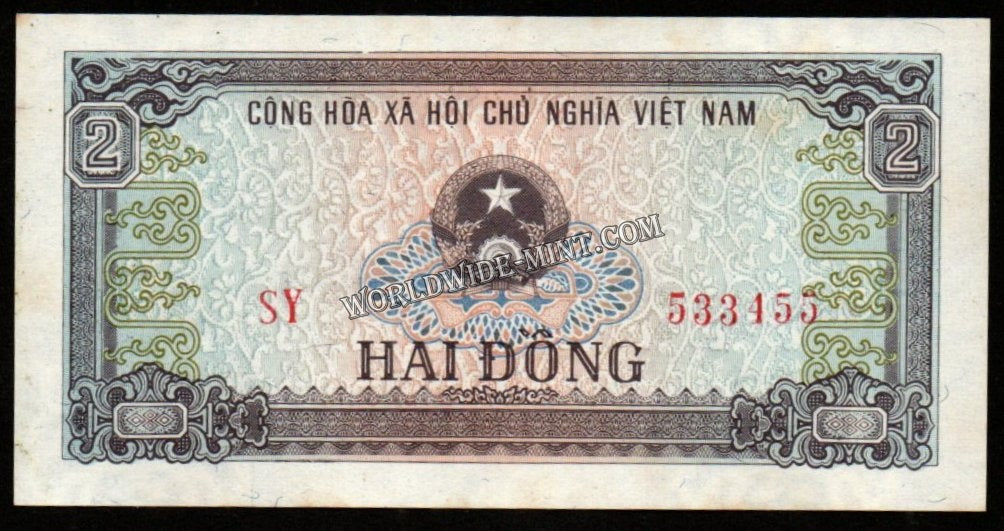 CỘNG HÒA XÃ HỘI CHỦ NGHĨA VIỆT NAM
2 2
WORLDWIDE-MINT.COM
SY 533455
HAI ĐỒNG